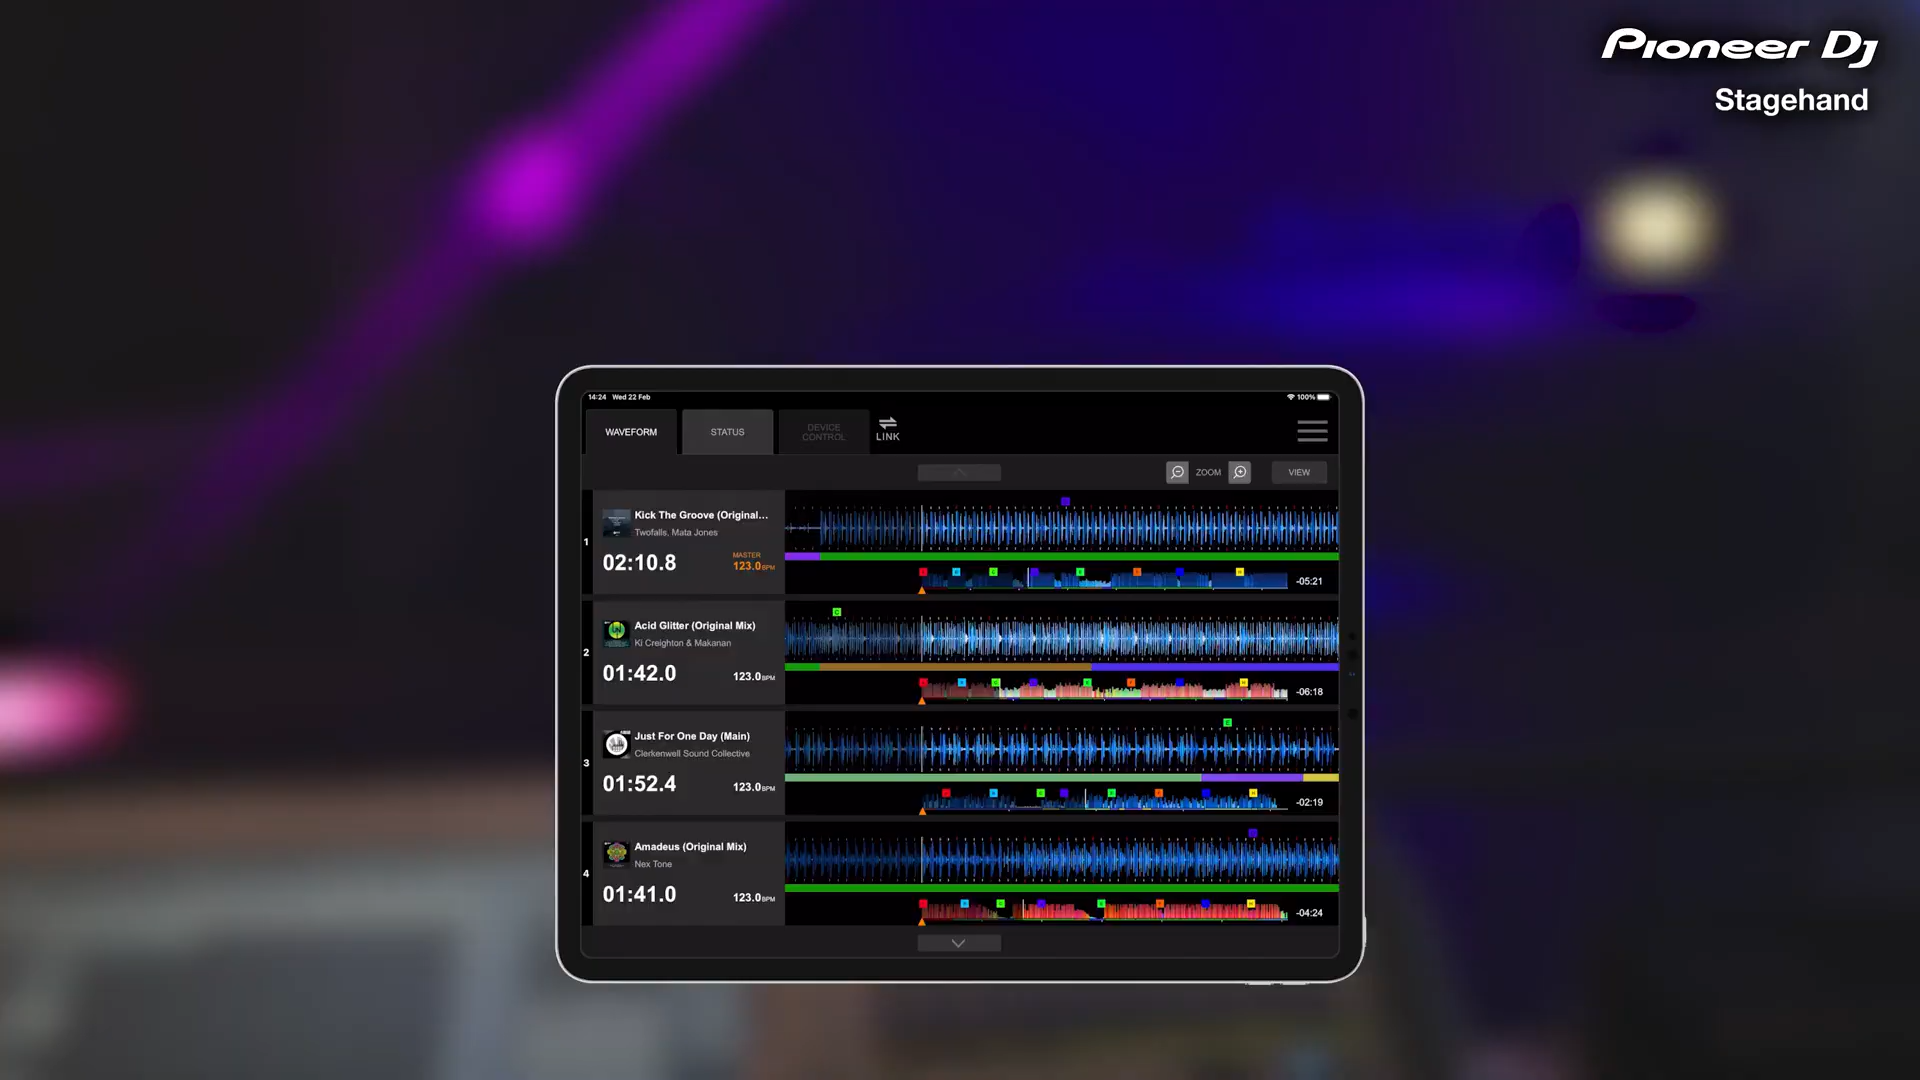 Pioneer Dj
Stagehand
14:24 Wed 22 Feb
100%
WAVEFORM
STATUS
DEVICE
CONTROL
LINK
ZOOM
VIEW
1
Kick The Groove (Original...
Twofalls, Mata Jones
02:10.8
MASTER
123.0BPM
-05:21
2
Acid Glitter (Original Mix)
Ki Creighton & Makanan
01:42.0
123.0BPM
-06:18
3
Just For One Day (Main)
Clerkenwell Sound Collective
01:52.4
123.0BPM
-02:19
4
Amadeus (Original Mix)
Nex Tone
01:41.0
123.0BPM
-04:24